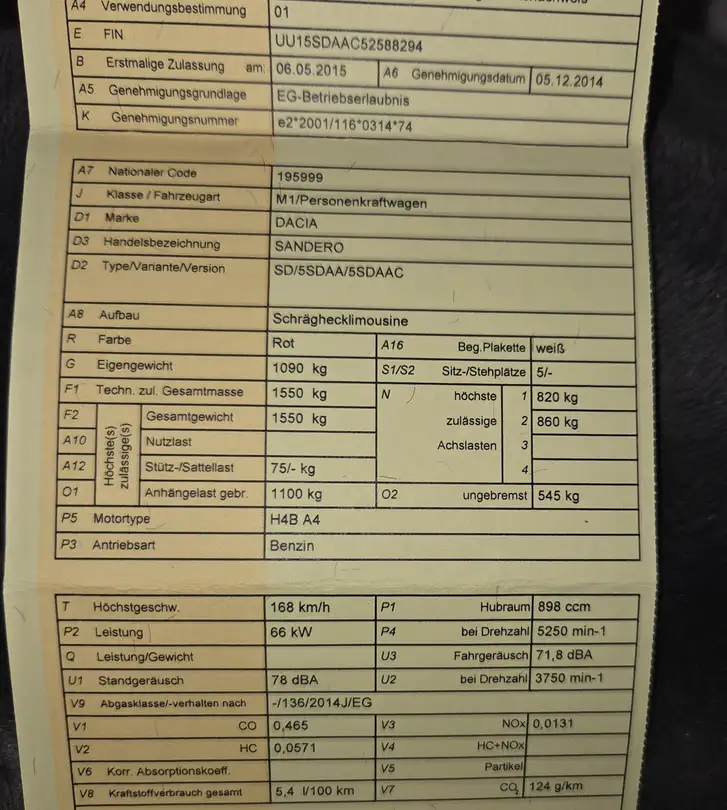 A4 Verwendungsbestimmung 01
E FIN UU15SDAAC52588294
B Erstmalige Zulassung am: 06.05.2015 A6 Genehmigungsdatum 05.12.2014
A5 Genehmigungsgrundlage EG-Betriebserlaubnis
K Genehmigungsnummer e2*2001/116*0314*74
A7 Nationaler Code 195999
J Klasse / Fahrzeugart M1/Personenkraftwagen
D1 Marke DACIA
D3 Handelsbezeichnung SANDERO
D2 Type/Variante/Version SD/5SDAA/5SDAAC
A8 Aufbau Schräghecklimousine
R Farbe Rot A16 Beg.Plakette weiß
G Eigengewicht 1090 kg S1/S2 Sitz-/Stehplätze 5/-
F1 Techn. zul. Gesamtmasse 1550 kg N höchste 1 820 kg
F2 Höchste(s) zulässige(s) Gesamtgewicht 1550 kg zulässige 2 860 kg
A10 Nutzlast Achslasten 3
A12 Stütz-/Sattellast 75/- kg 4
O1 Anhängelast gebr. 1100 kg O2 ungebremst 545 kg
P5 Motortype H4B A4
P3 Antriebsart Benzin
T Höchstgeschw. 168 km/h P1 Hubraum 898 ccm
P2 Leistung 66 kW P4 bei Drehzahl 5250 min-1
Q Leistung/Gewicht U3 Fahrgeräusch 71,8 dBA
U1 Standgeräusch 78 dBA U2 bei Drehzahl 3750 min-1
V9 Abgasklasse/-verhalten nach -/136/2014J/EG
V1 CO 0,465 V3 NOx 0,0131
V2 HC 0,0571 V4 HC+NOx
V6 Korr. Absorptionskoeff. V5 Partikel
V8 Kraftstoffverbrauch gesamt 5,4 l/100 km V7 CO₂ 124 g/km